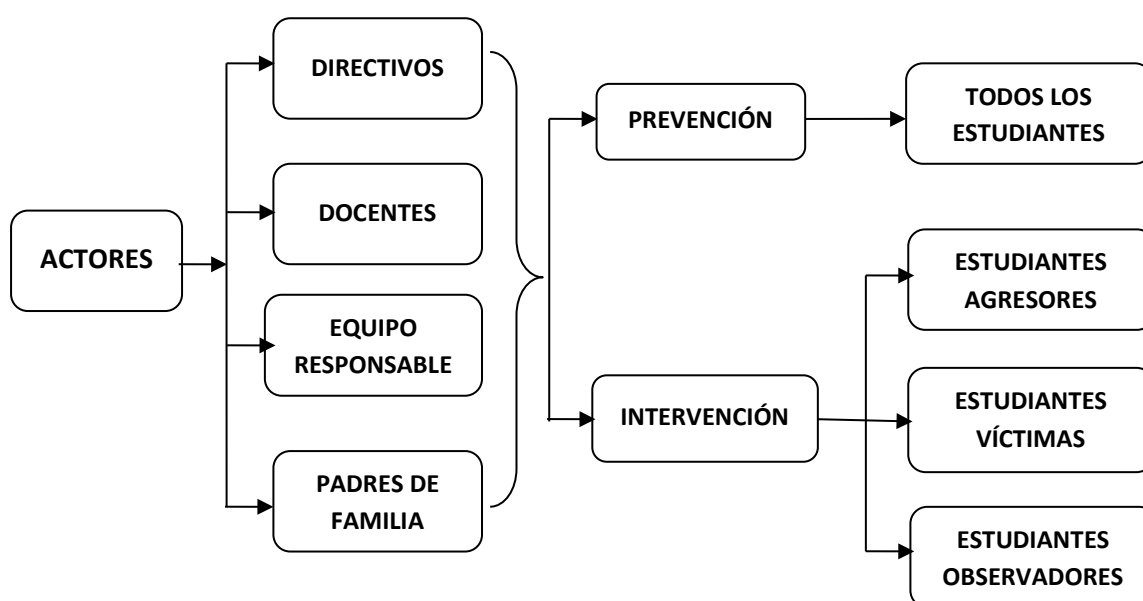 ACTORES
DIRECTIVOS
DOCENTES
EQUIPO
RESPONSABLE
PADRES DE
FAMILIA
PREVENCIÓN
INTERVENCIÓN
TODOS LOS
ESTUDIANTES
ESTUDIANTES
AGRESORES
ESTUDIANTES
VÍCTIMAS
ESTUDIANTES
OBSERVADORES